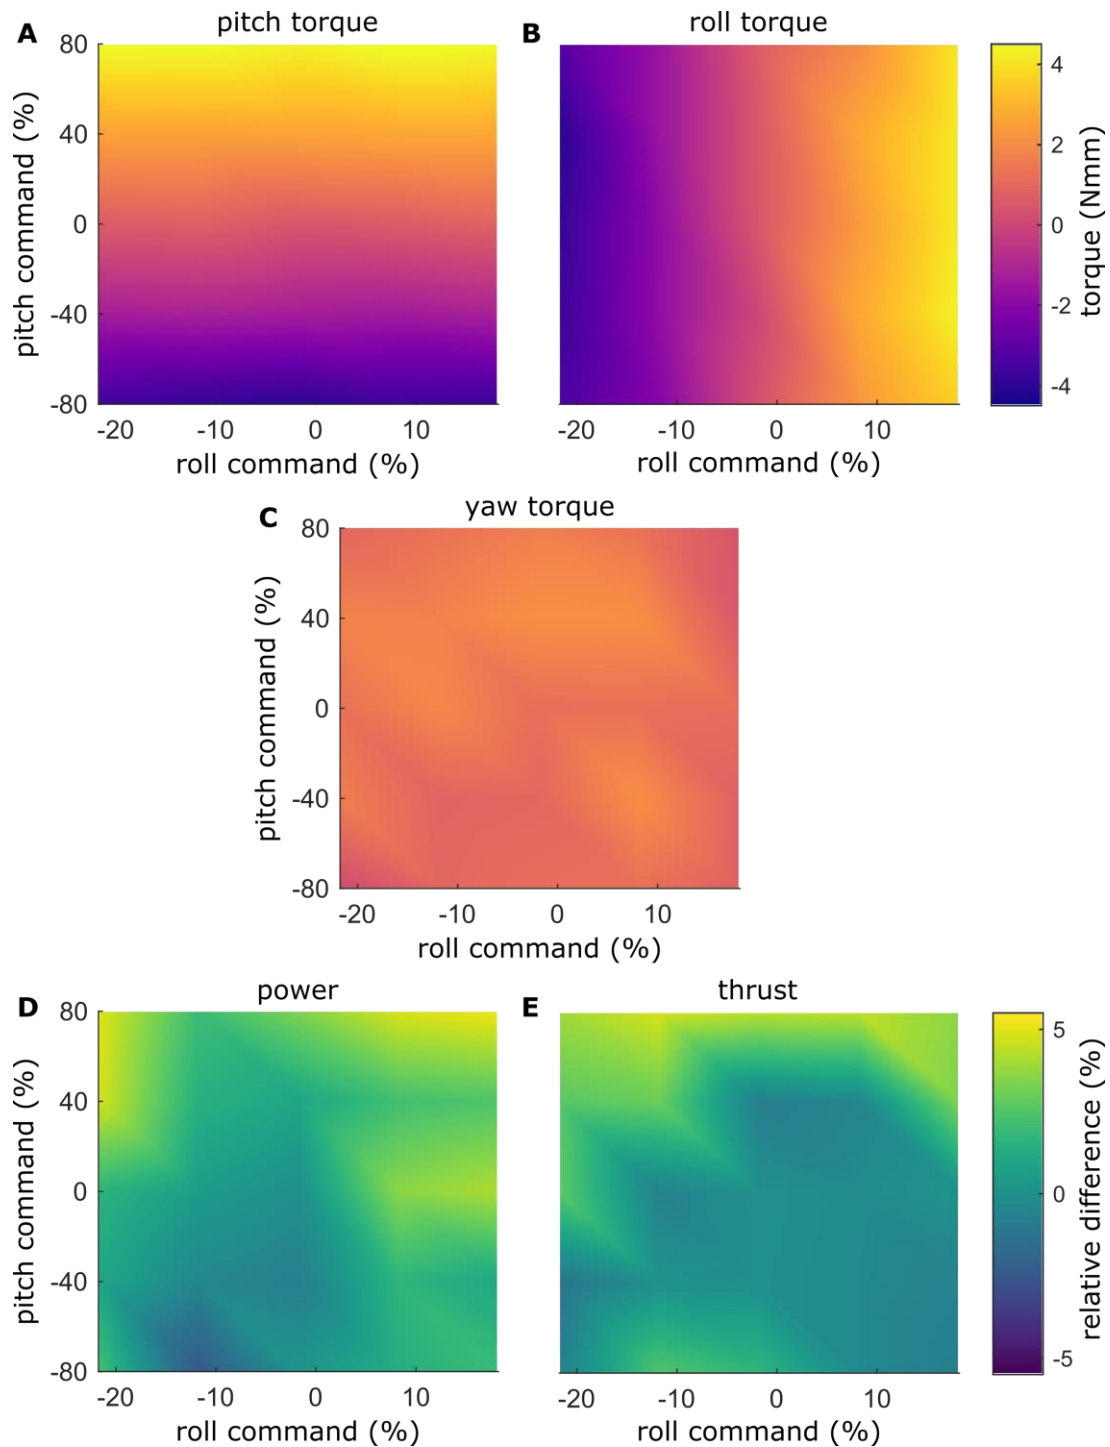 A pitch torque
B roll torque
pitch command (%)
80
40
0
-40
-80
-20 -10 0 10
roll command (%)
-20 -10 0 10
roll command (%)
4
2
0
-2
-4
torque (Nmm)
C yaw torque
pitch command (%)
80
40
0
-40
-80
-20 -10 0 10
roll command (%)
D power
E thrust
pitch command (%)
80
40
0
-40
-80
-20 -10 0 10
roll command (%)
-20 -10 0 10
roll command (%)
5
0
-5
relative difference (%)